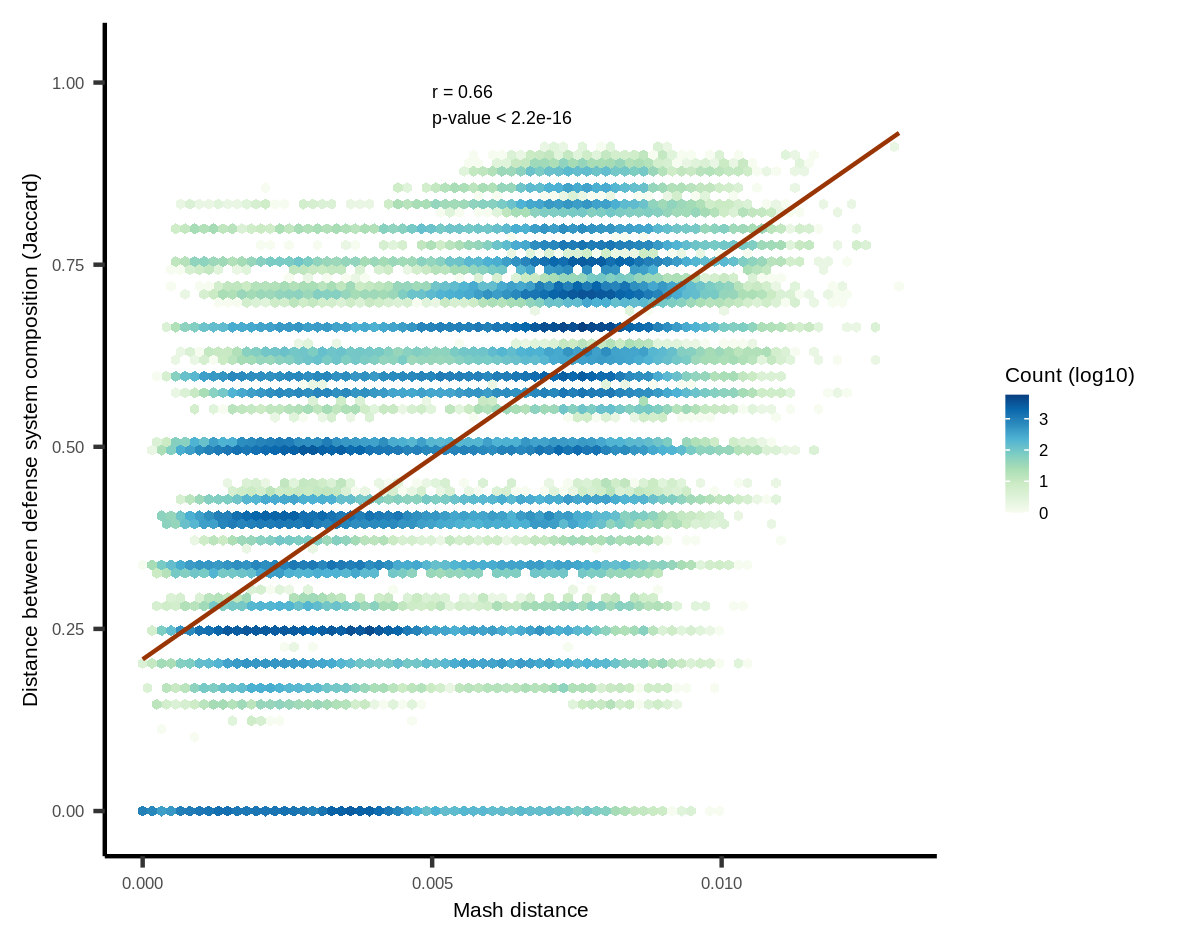 r = 0.66
p-value < 2.2e-16
Distance between defense system composition (Jaccard)
1.00
0.75
0.50
0.25
0.00
0.000
0.005
0.010
Mash distance
Count (log10)
3
2
1
0